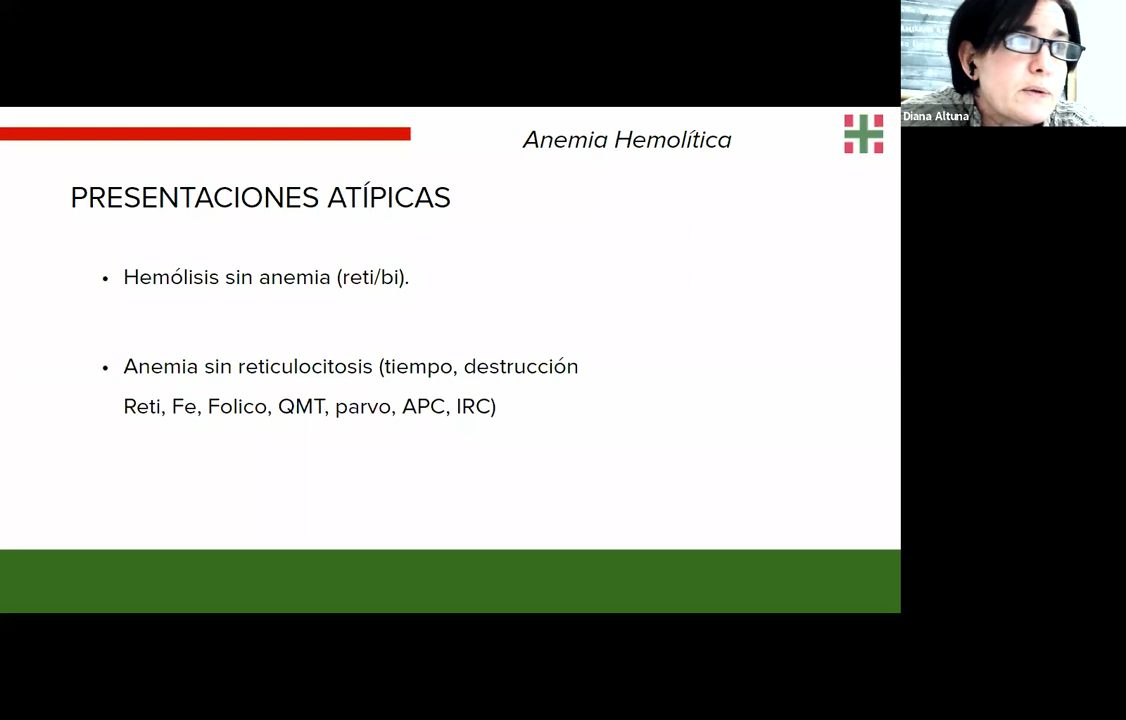 Diana Altuna
Anemia Hemolítica
PRESENTACIONES ATÍPICAS
• Hemólisis sin anemia (reti/bi).
• Anemia sin reticulocitosis (tiempo, destrucción
Reti, Fe, Folico, QMT, parvo, APC, IRC)